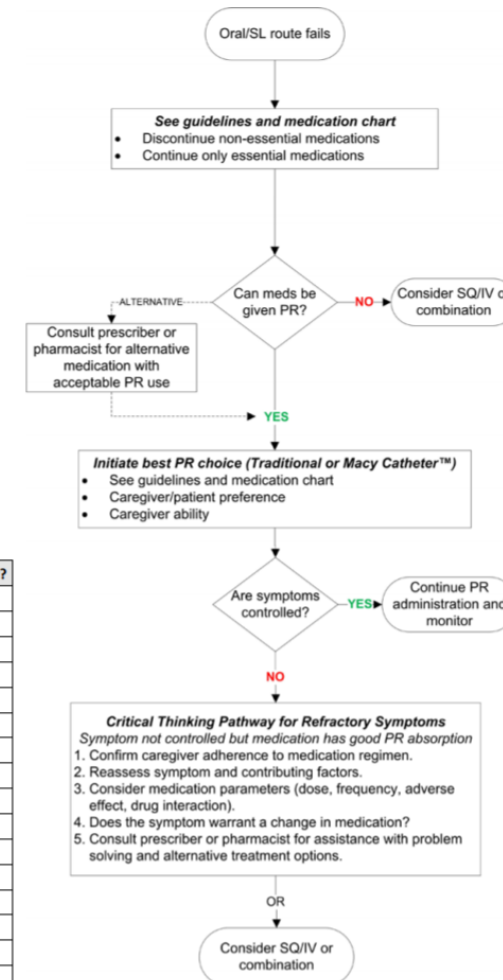 Oral/SL route fails
See guidelines and medication chart
• Discontinue non-essential medications
• Continue only essential medications
Can meds be
given PR?
ALTERNATIVE
NO
Consider SQ/IV o
combination
Consult prescriber or
pharmacist for alternative
medication with
acceptable PR use
YES
Initiate best PR choice (Traditional or Macy Catheter™)
• See guidelines and medication chart
• Caregiver/patient preference
• Caregiver ability
?
Are symptoms
controlled?
YES
Continue PR
administration and
monitor
NO
Critical Thinking Pathway for Refractory Symptoms
Symptom not controlled but medication has good PR absorption
1. Confirm caregiver adherence to medication regimen.
2. Reassess symptom and contributing factors.
3. Consider medication parameters (dose, frequency, adverse
effect, drug interaction).
4. Does the symptom warrant a change in medication?
5. Consult prescriber or pharmacist for assistance with problem
solving and alternative treatment options.
OR
Consider SQ/IV or
combination